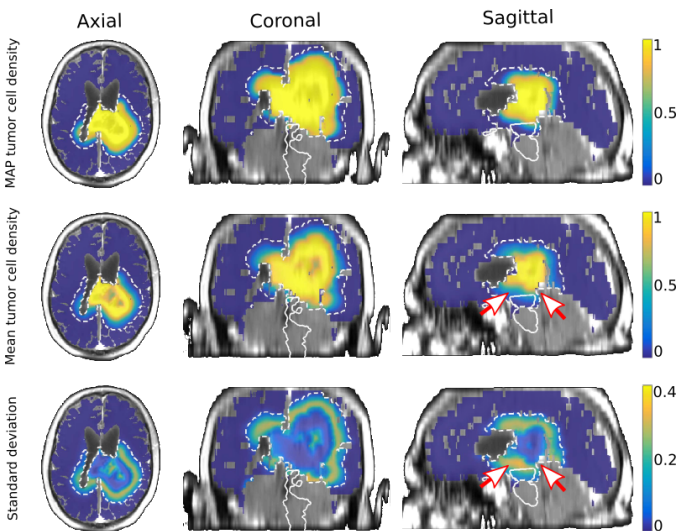 Axial Coronal Sagittal
MAP tumor cell density
1
0.5
0
Mean tumor cell density
1
0.5
0
Standard deviation
0.4
0.2
0